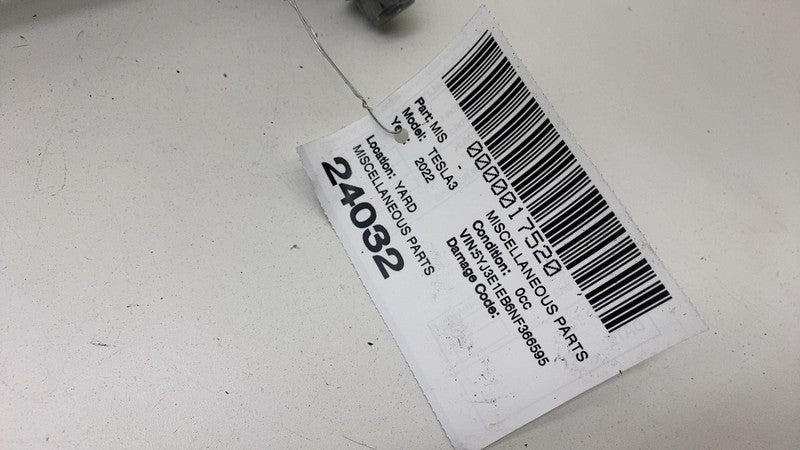 0000017520
Part: MIS - MISCELLANEOUS PARTS
Model: TESLA3 Condition: 0cc
2022 VIN:5YJ3E1EB6NF366595
Damage Code:
Location: YARD
MISCELLANEOUS PARTS
24032